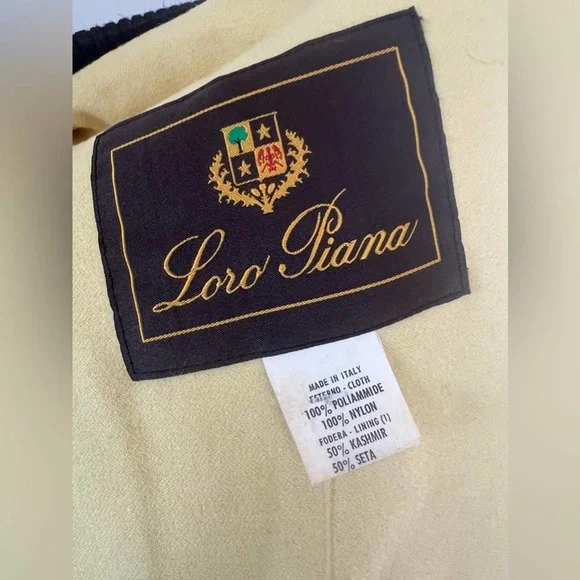 Loro Piana
MADE IN ITALY
ESTERNO - CLOTH
100% POLIAMMIDE
100% NYLON
FODERA - LINING (1)
50% KASHMIR
50% SETA